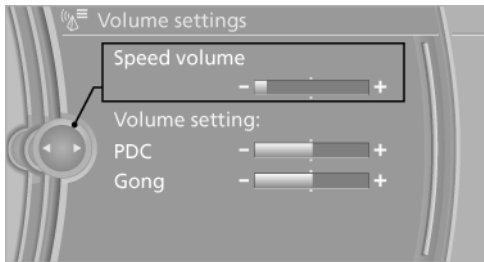 Volume settings
Speed volume
- +
Volume setting:
PDC - +
Gong - +